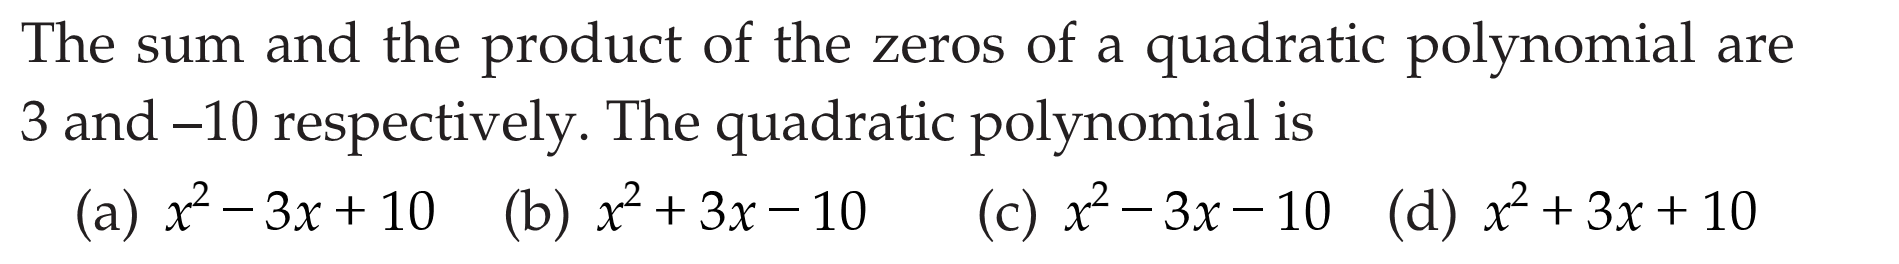 The sum and the product of the zeros of a quadratic polynomial are
3 and –10 respectively. The quadratic polynomial is
(a) x² − 3x + 10 (b) x² + 3x − 10 (c) x² − 3x − 10 (d) x² + 3x + 10